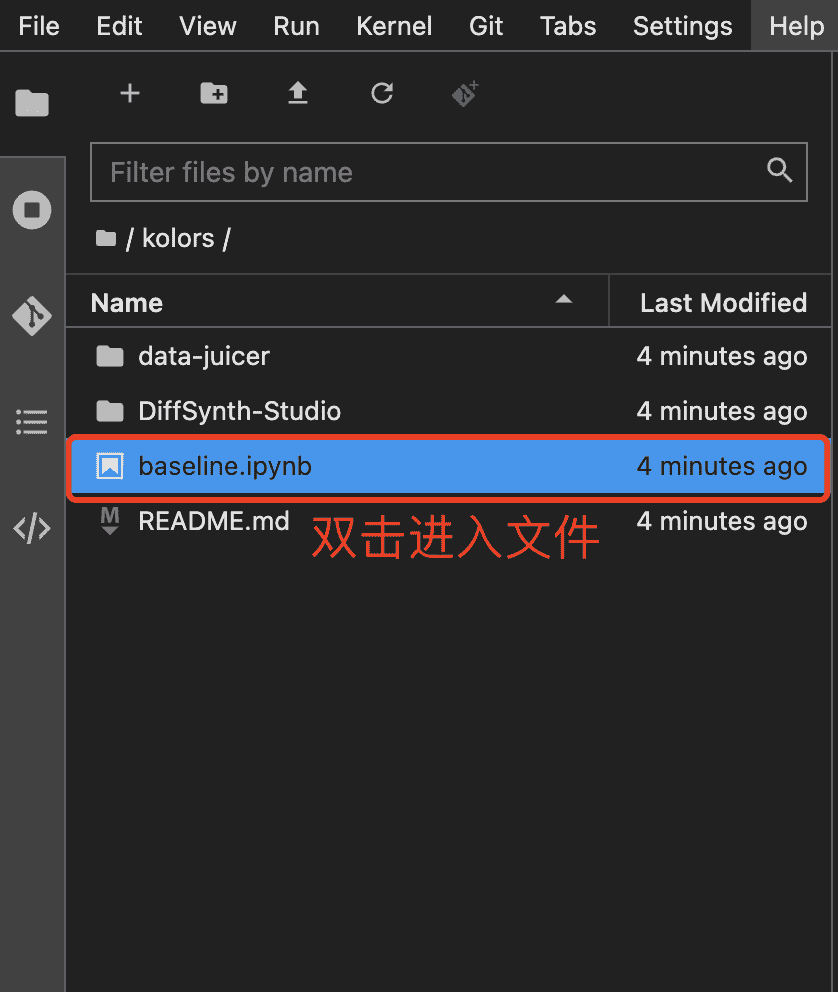 File Edit View Run Kernel Git Tabs Settings Help
Filter files by name
/ kolors /
Name Last Modified
data-juicer 4 minutes ago
DiffSynth-Studio 4 minutes ago
baseline.ipynb 4 minutes ago
M README.md 4 minutes ago
双击进入文件